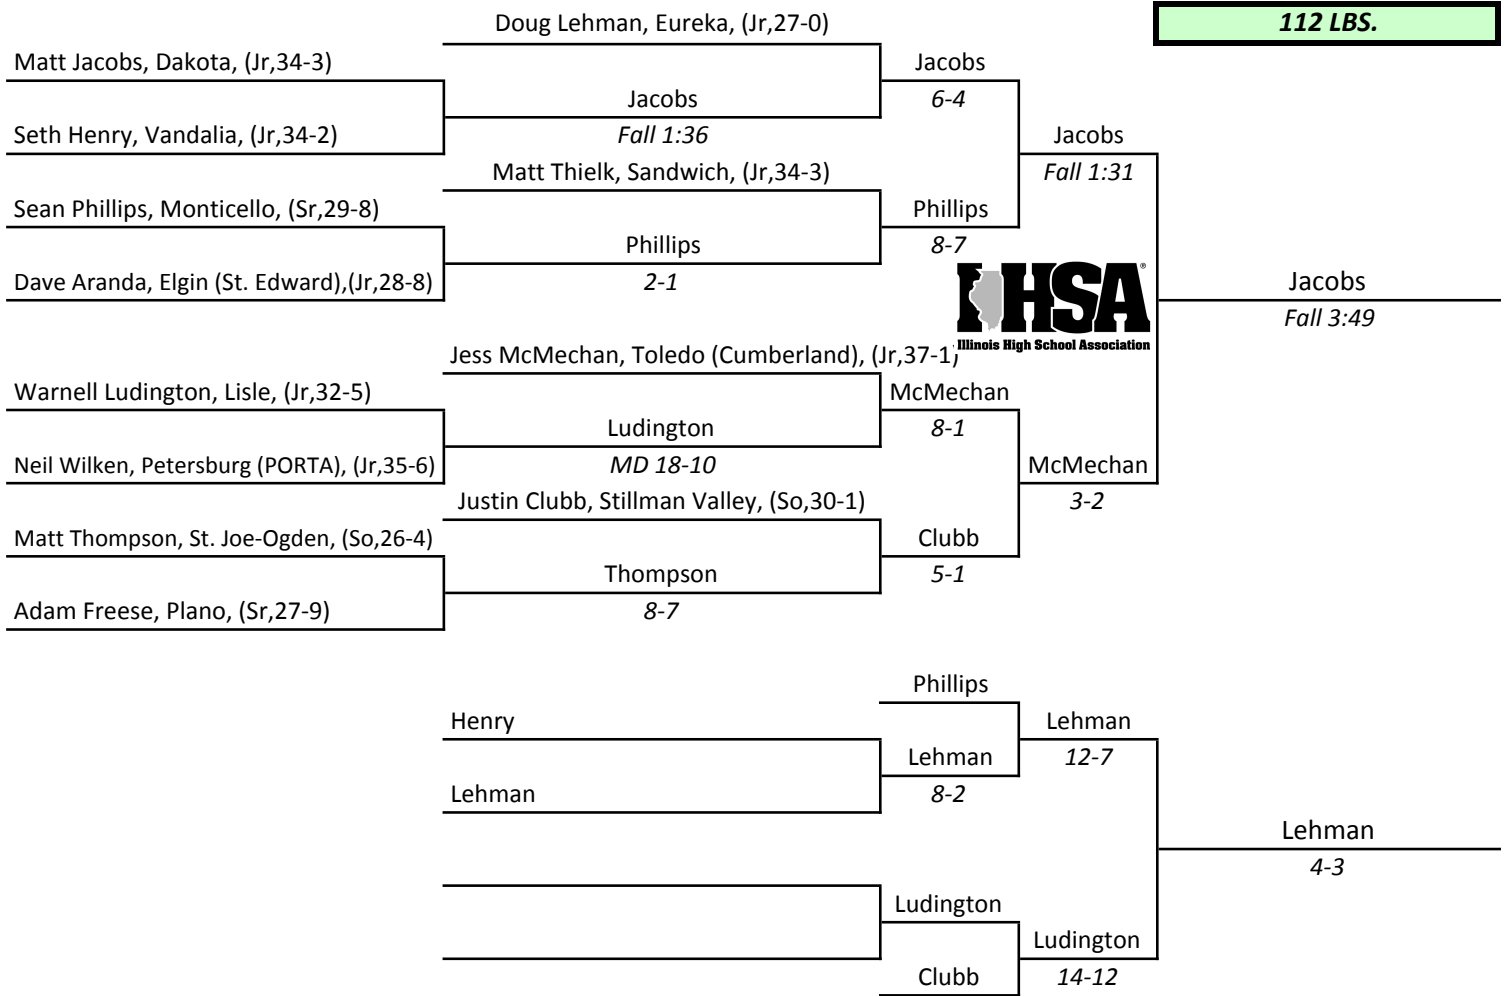 Doug Lehman, Eureka, (Jr,27-0)
112 LBS.
Matt Jacobs, Dakota, (Jr,34-3)
Jacobs
Jacobs
6-4
Seth Henry, Vandalia, (Jr,34-2)
Fall 1:36
Jacobs
Matt Thielk, Sandwich, (Jr,34-3)
Fall 1:31
Sean Phillips, Monticello, (Sr,29-8)
Phillips
Phillips
8-7
Dave Aranda, Elgin (St. Edward),(Jr,28-8)
2-1
IHSA®
Illinois High School Association
Jacobs
Fall 3:49
Jess McMechan, Toledo (Cumberland), (Jr,37-1)
Warnell Ludington, Lisle, (Jr,32-5)
McMechan
Ludington
8-1
Neil Wilken, Petersburg (PORTA), (Jr,35-6)
MD 18-10
McMechan
Justin Clubb, Stillman Valley, (So,30-1)
3-2
Matt Thompson, St. Joe-Ogden, (So,26-4)
Clubb
Thompson
5-1
Adam Freese, Plano, (Sr,27-9)
8-7
Phillips
Henry
Lehman
Lehman
12-7
Lehman
8-2
Lehman
4-3
Ludington
Ludington
Clubb
14-12